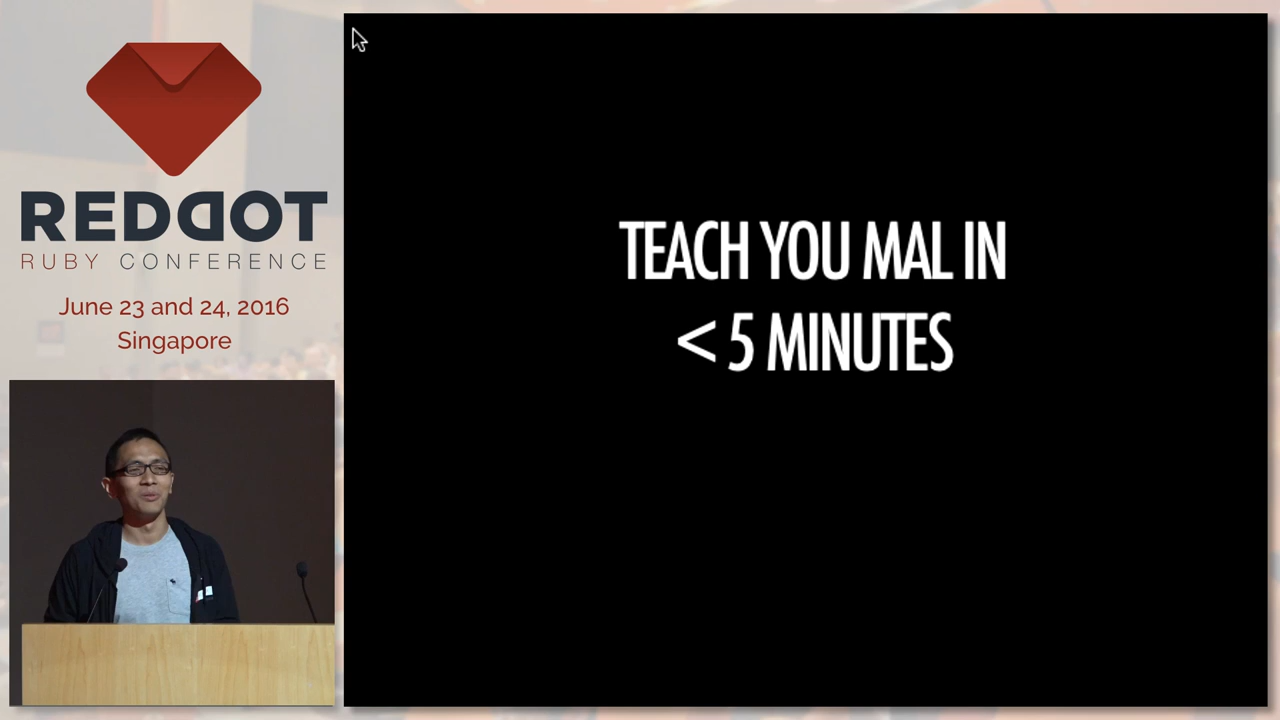 REDDOT
RUBY CONFERENCE
June 23 and 24, 2016
Singapore
TEACH YOU MAL IN
< 5 MINUTES